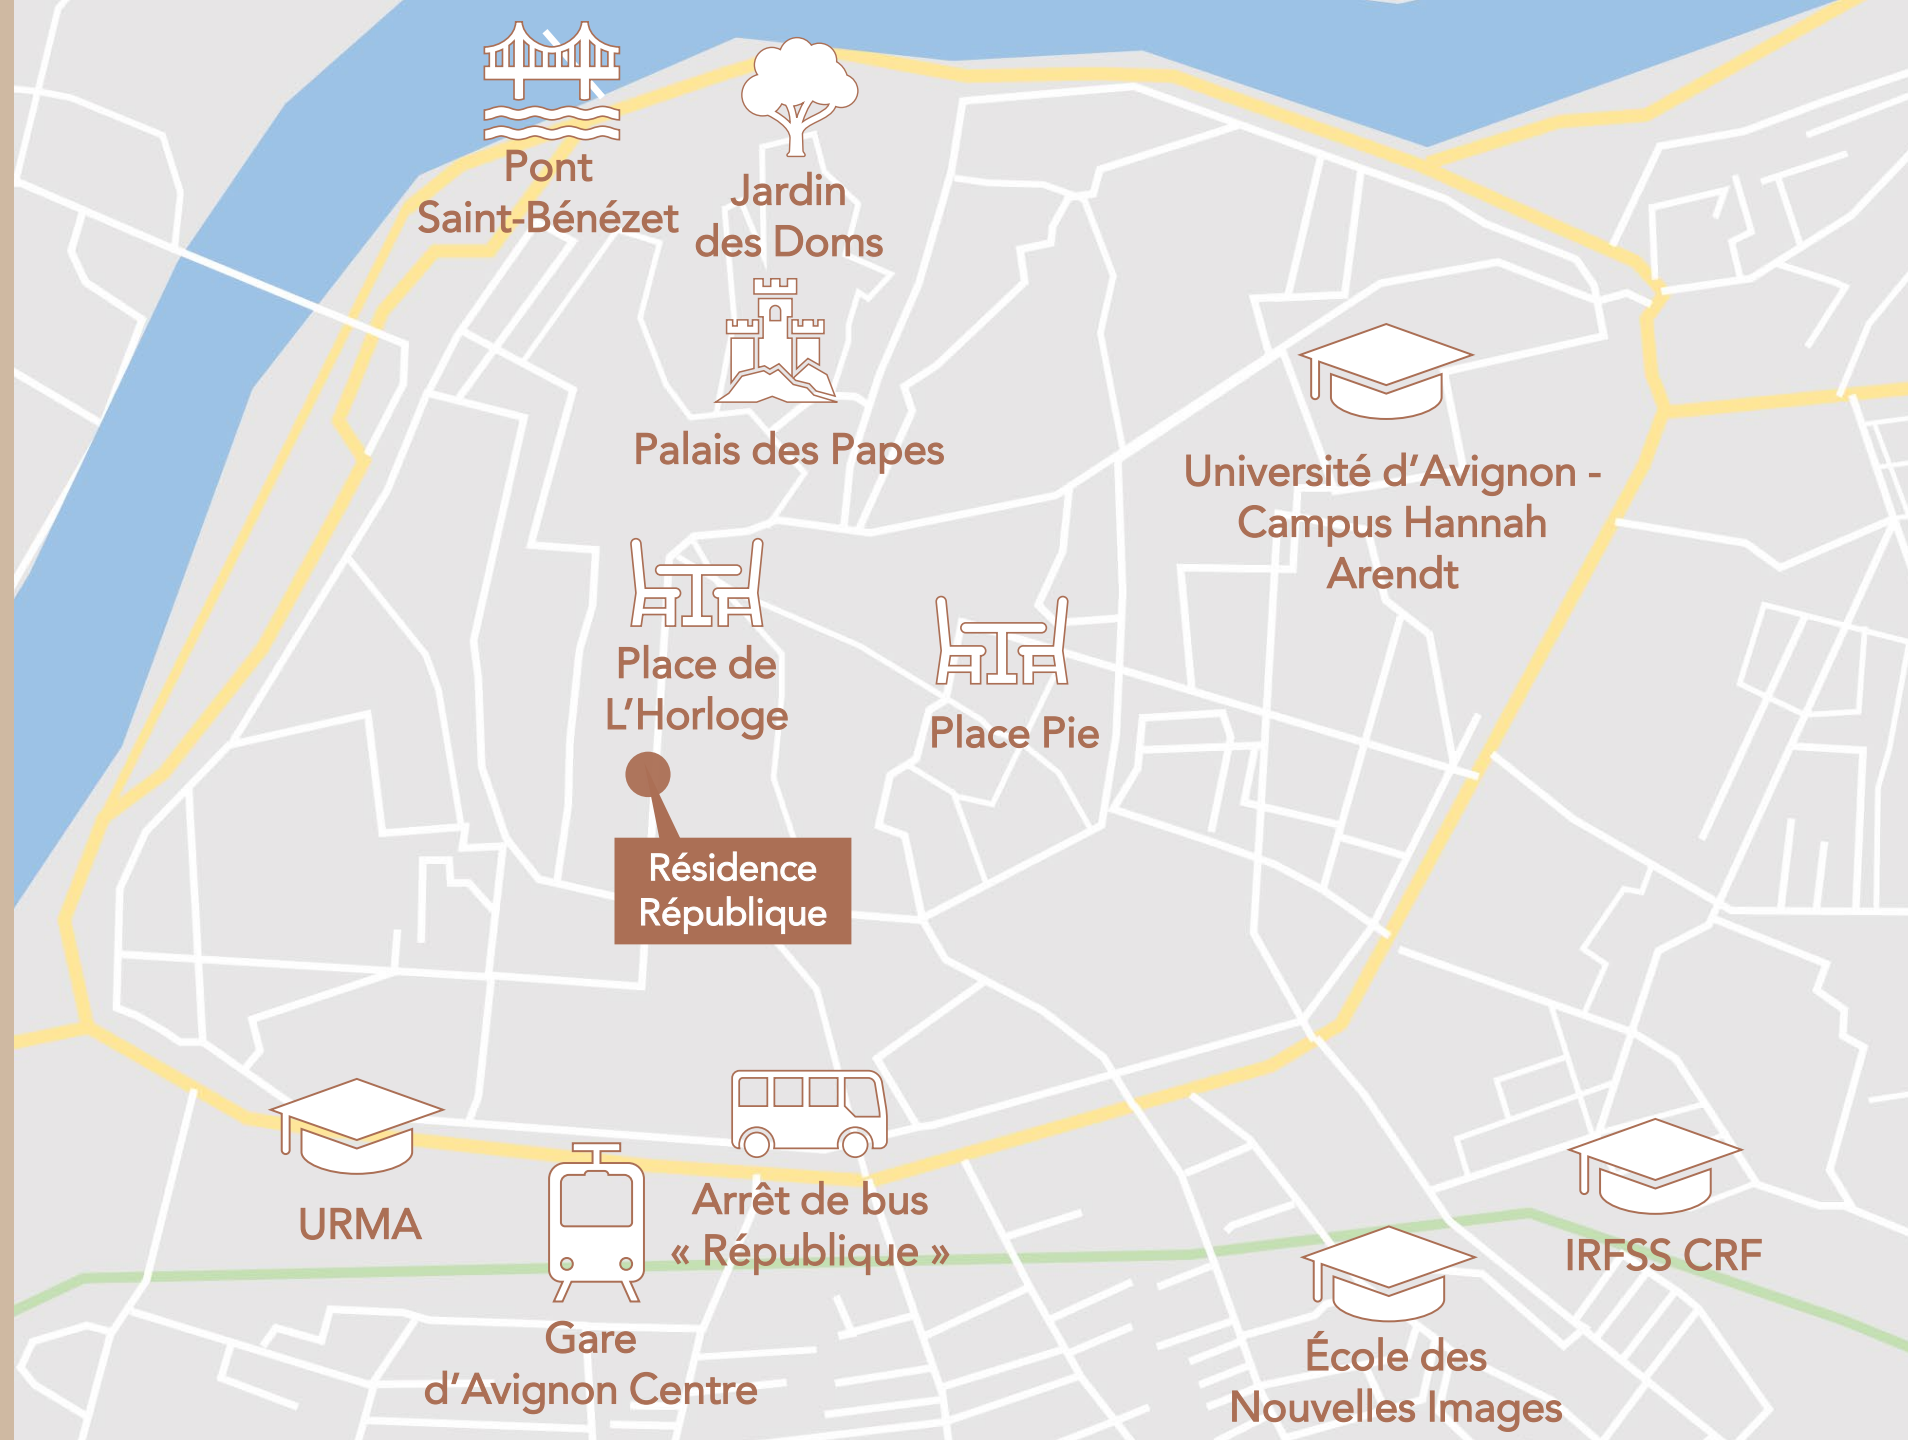 Pont
Saint-Bénézet
Jardin
des Doms
Palais des Papes
Université d’Avignon -
Campus Hannah
Arendt
Place de
L’Horloge
Place Pie
Résidence
République
URMA
Arrêt de bus
« République »
IRFSS CRF
Gare
d’Avignon Centre
École des
Nouvelles Images